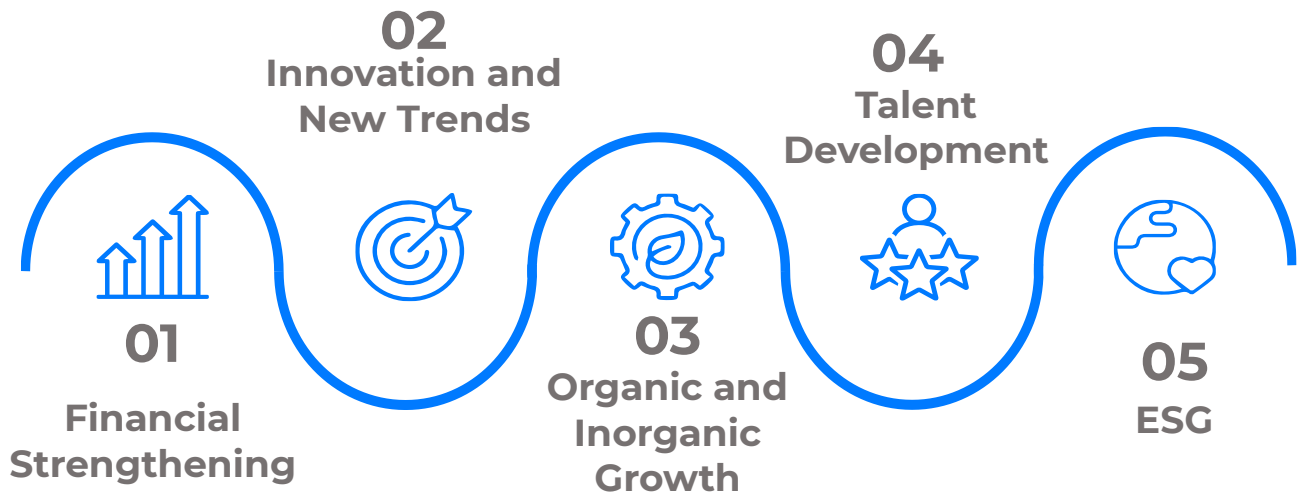 01
Financial
Strengthening
02
Innovation and
New Trends
03
Organic and
Inorganic
Growth
04
Talent
Development
05
ESG